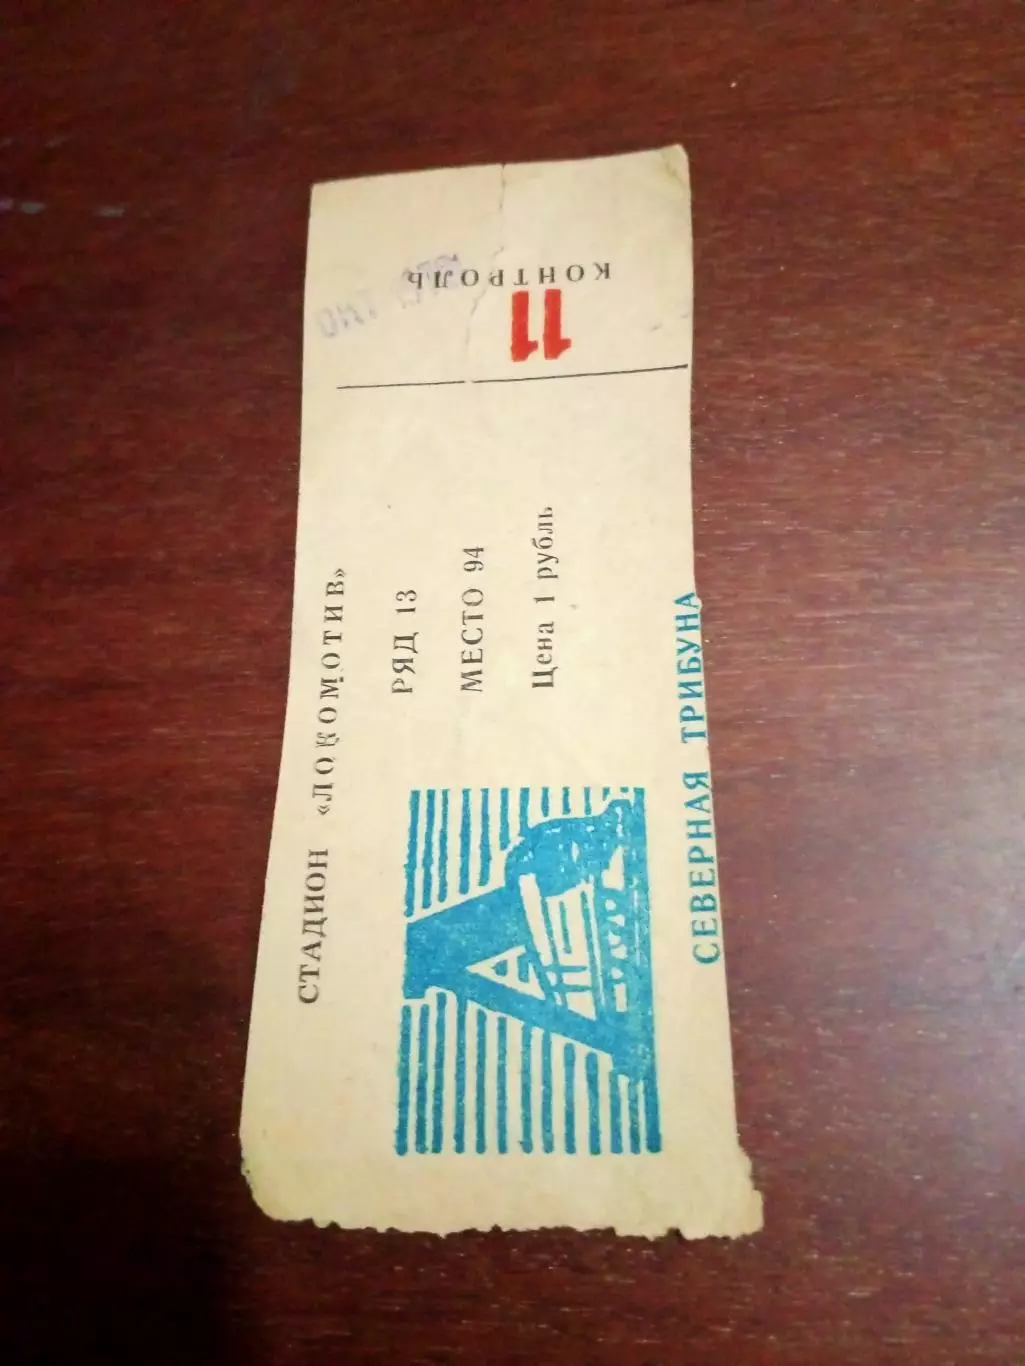 СТАДИОН «ЛОКОМОТИВ»
РЯД 13
МЕСТО 94
Цена 1 рубль
СЕВЕРНАЯ ТРИБУНА
КОНТРОЛЬ
11